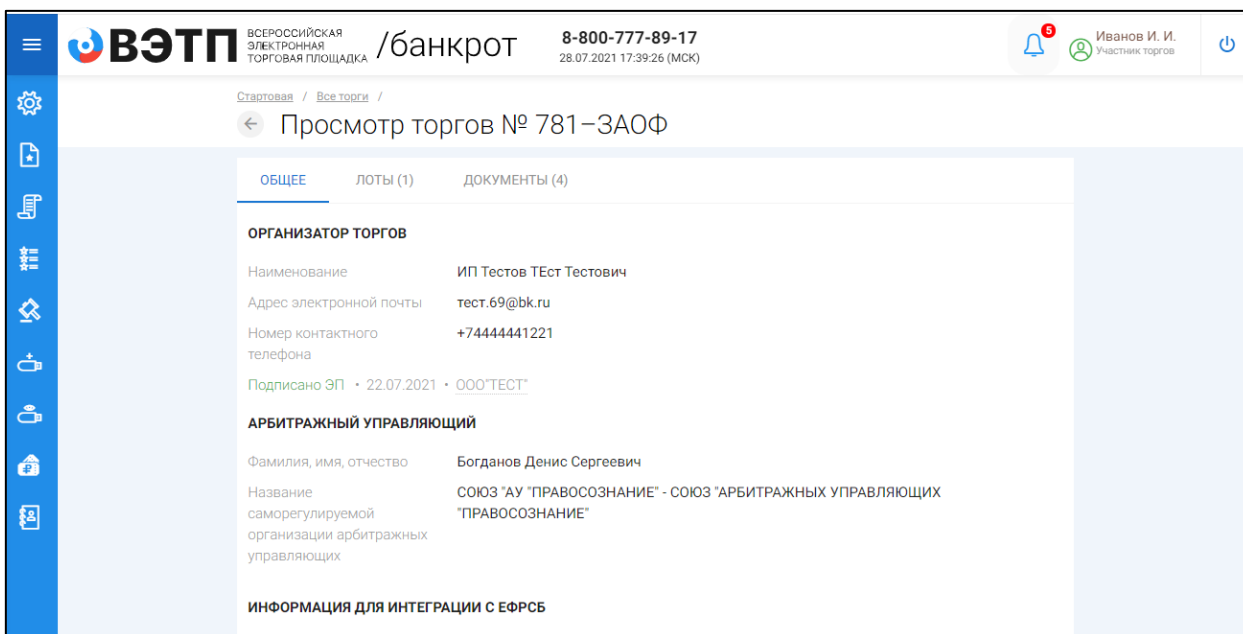 ВЭТП
ВСЕРОССИЙСКАЯ
ЭЛЕКТРОННАЯ
ТОРГОВАЯ ПЛОЩАДКА
/банкрот
8-800-777-89-17
28.07.2021 17:39:26 (МСК)
5
Иванов И. И.
Участник торгов
Стартовая / Все торги /
Просмотр торгов № 781–ЗАОФ
ОБЩЕЕ ЛОТЫ (1) ДОКУМЕНТЫ (4)
ОРГАНИЗАТОР ТОРГОВ
Наименование ИП Тестов ТЕст Тестович
Адрес электронной почты тест.69@bk.ru
Номер контактного +74444441221
телефона
Подписано ЭП • 22.07.2021 • ООО"ТЕСТ"
АРБИТРАЖНЫЙ УПРАВЛЯЮЩИЙ
Фамилия, имя, отчество Богданов Денис Сергеевич
Название СОЮЗ "АУ "ПРАВОСОЗНАНИЕ" - СОЮЗ "АРБИТРАЖНЫХ УПРАВЛЯЮЩИХ
саморегулируемой "ПРАВОСОЗНАНИЕ"
организации арбитражных
управляющих
ИНФОРМАЦИЯ ДЛЯ ИНТЕГРАЦИИ С ЕФРСБ